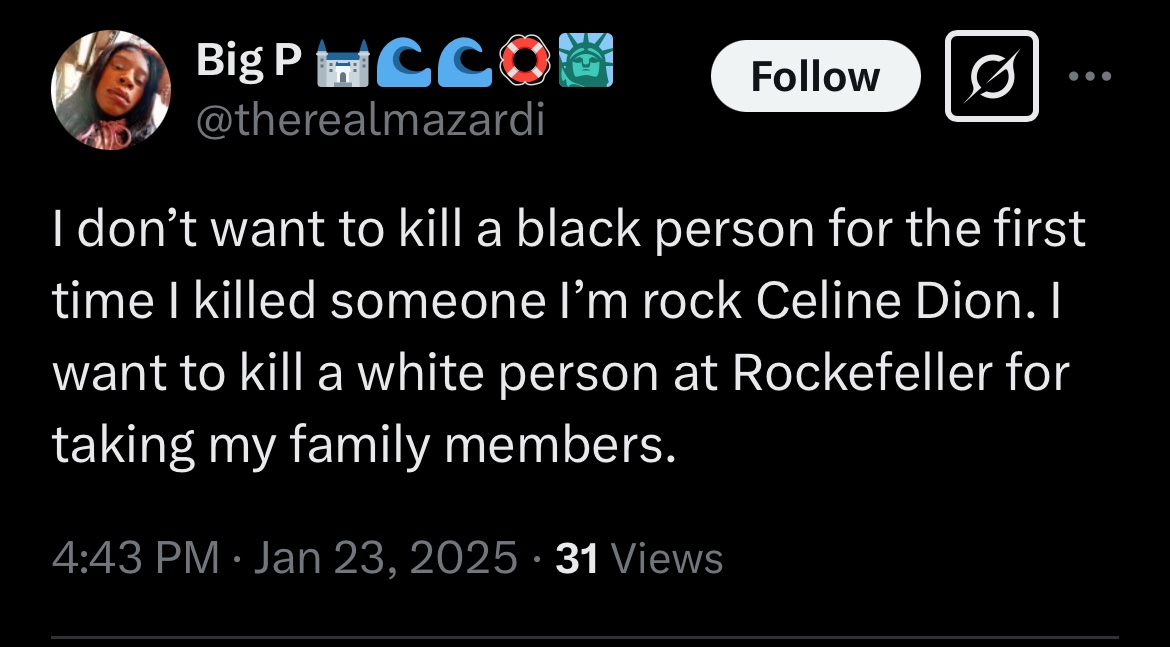 Big P 🏰🌊🌊🛟🗽
Follow
@therealmazardi
I don’t want to kill a black person for the first
time I killed someone I’m rock Celine Dion. I
want to kill a white person at Rockefeller for
taking my family members.
4:43 PM · Jan 23, 2025 · 31 Views